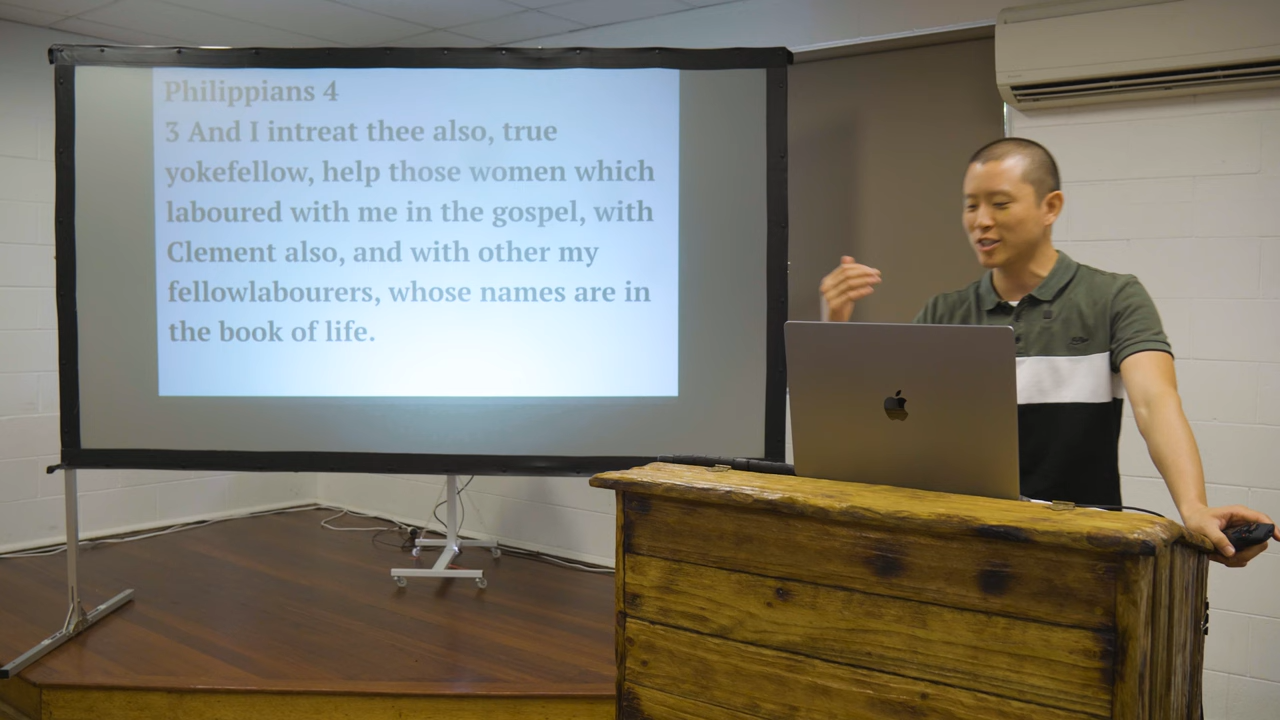 Philippians 4
3 And I intreat thee also, true
yokefellow, help those women which
laboured with me in the gospel, with
Clement also, and with other my
fellowlabourers, whose names are in
the book of life.